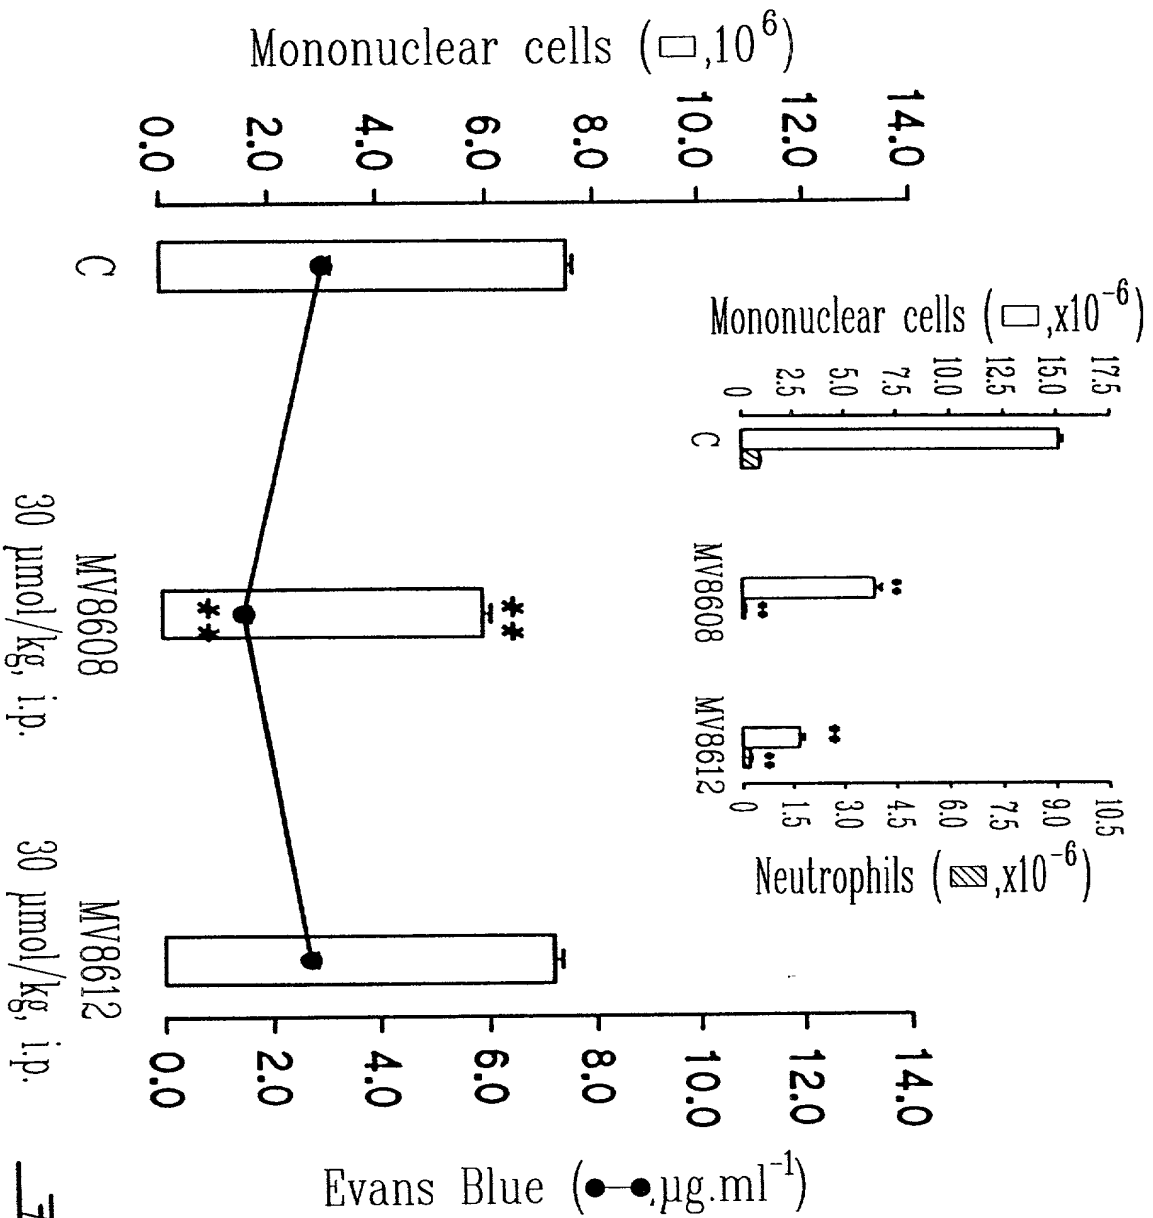 Mononuclear cells (▭,10⁶)
0.0 2.0 4.0 6.0 8.0 10.0 12.0 14.0
Mononuclear cells (▭,x10⁻⁶)
0 2.5 5.0 7.5 10.0 12.5 15.0 17.5
C
MV8608
**
**
MV8612
**
**
0 1.5 3.0 4.5 6.0 7.5 9.0 10.5
Neutrophils (▨,x10⁻⁶)
C
MV8608
30 µmol/kg, i.p.
**
**
MV8612
30 µmol/kg, i.p.
0.0 2.0 4.0 6.0 8.0 10.0 12.0 14.0
Evans Blue (●–●,µg.ml⁻¹)